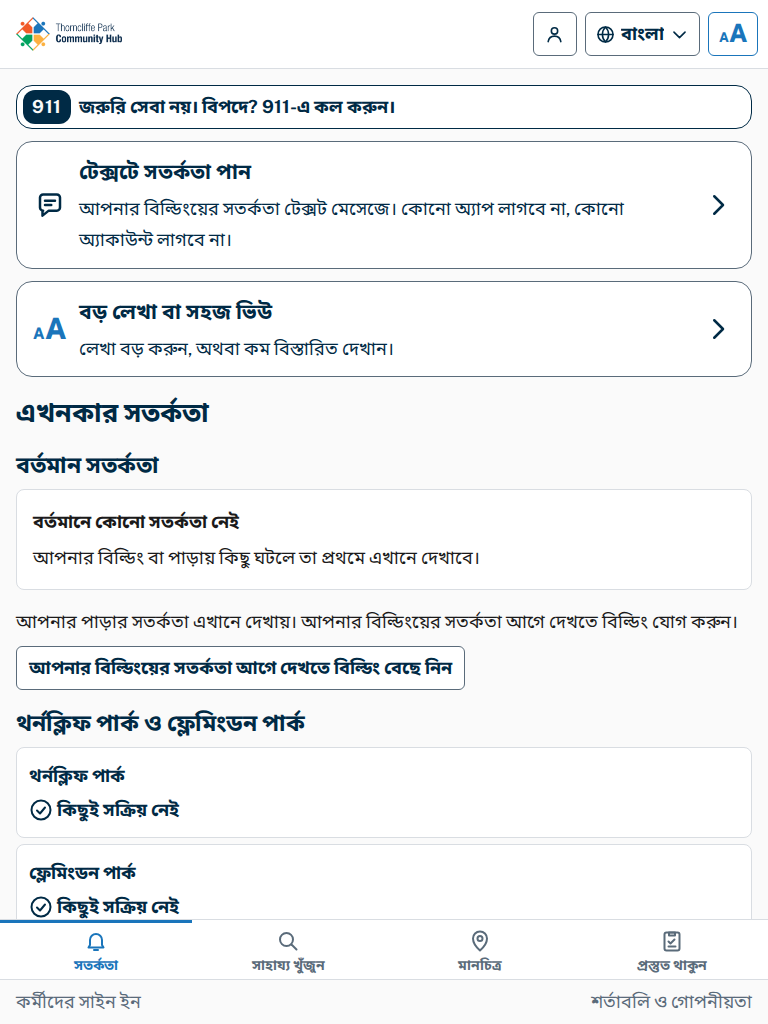 Thorncliffe Park
Community Hub
বাংলা
AA
911 জরুরি সেবা নয়। বিপদে? 911-এ কল করুন।
টেক্সটে সতর্কতা পান
আপনার বিল্ডিংয়ের সতর্কতা টেক্সট মেসেজে। কোনো অ্যাপ লাগবে না, কোনো
অ্যাকাউন্ট লাগবে না।
AA
বড় লেখা বা সহজ ভিউ
লেখা বড় করুন, অথবা কম বিস্তারিত দেখান।
এখনকার সতর্কতা
বর্তমান সতর্কতা
বর্তমানে কোনো সতর্কতা নেই
আপনার বিল্ডিং বা পাড়ায় কিছু ঘটলে তা প্রথমে এখানে দেখাবে।
আপনার পাড়ার সতর্কতা এখানে দেখায়। আপনার বিল্ডিংয়ের সতর্কতা আগে দেখতে বিল্ডিং যোগ করুন।
আপনার বিল্ডিংয়ের সতর্কতা আগে দেখতে বিল্ডিং বেছে নিন
থর্নক্লিফ পার্ক ও ফ্লেমিংডন পার্ক
থর্নক্লিফ পার্ক
কিছুই সক্রিয় নেই
ফ্লেমিংডন পার্ক
কিছুই সক্রিয় নেই
সতর্কতা
সাহায্য খুঁজুন
মানচিত্র
প্রস্তুত থাকুন
কর্মীদের সাইন ইন
শর্তাবলি ও গোপনীয়তা